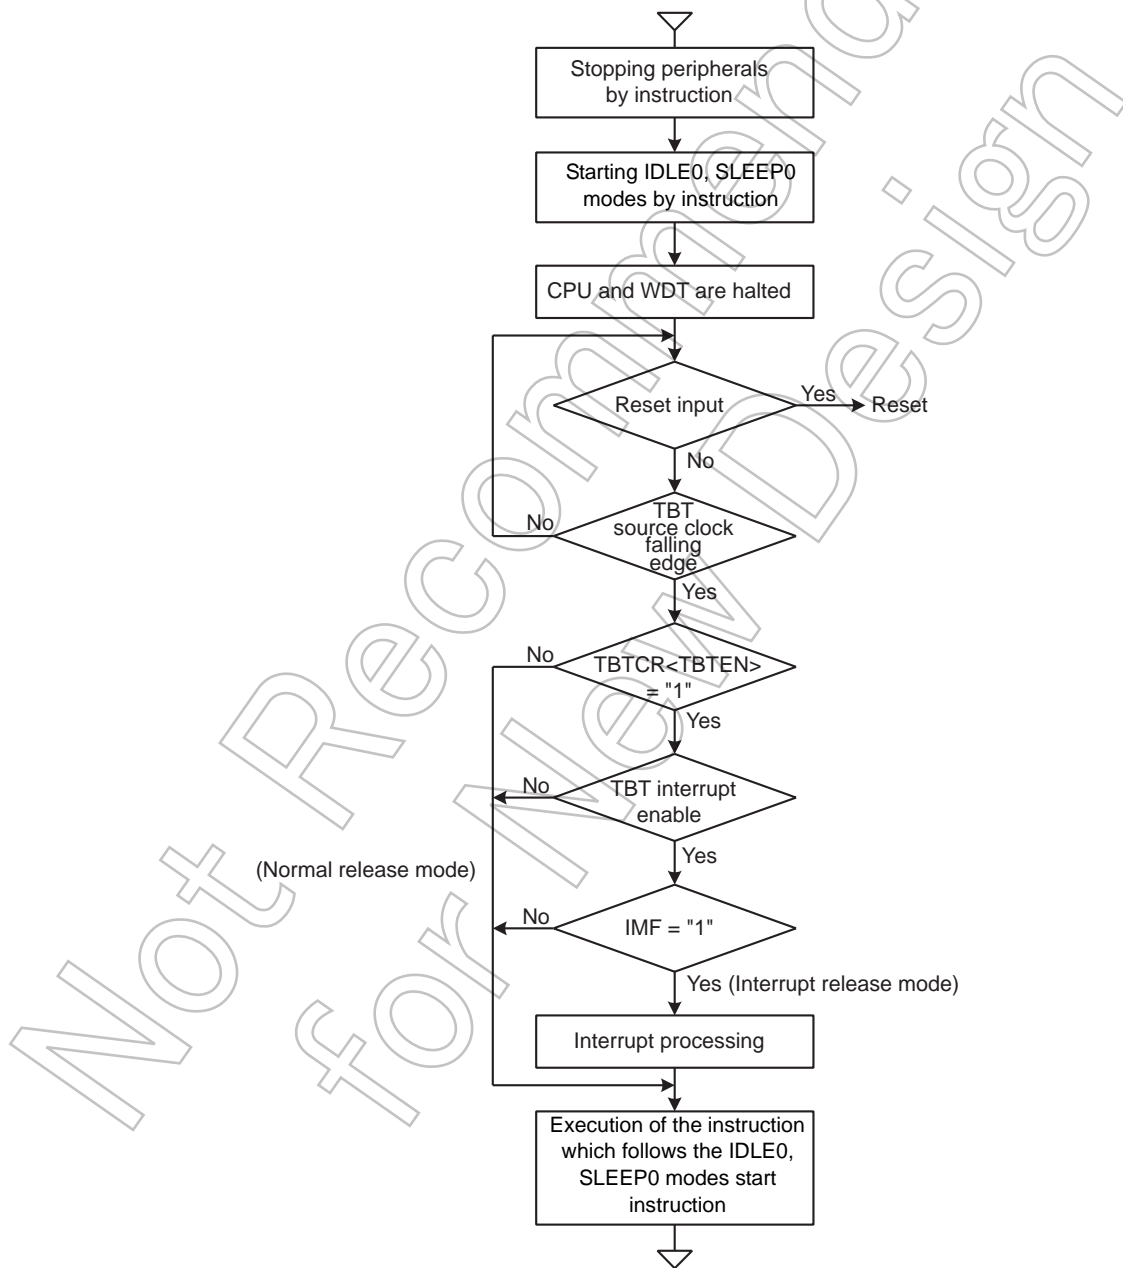 Stopping peripherals
by instruction
Starting IDLE0, SLEEP0
modes by instruction
CPU and WDT are halted
Reset input
Yes
Reset
No
No
TBT
source clock
falling
edge
Yes
No
TBTCR<TBTEN>
= "1"
Yes
No
TBT interrupt
enable
Yes
(Normal release mode)
No
IMF = "1"
Yes (Interrupt release mode)
Interrupt processing
Execution of the instruction
which follows the IDLE0,
SLEEP0 modes start
instruction
Not Recommend
for New Design